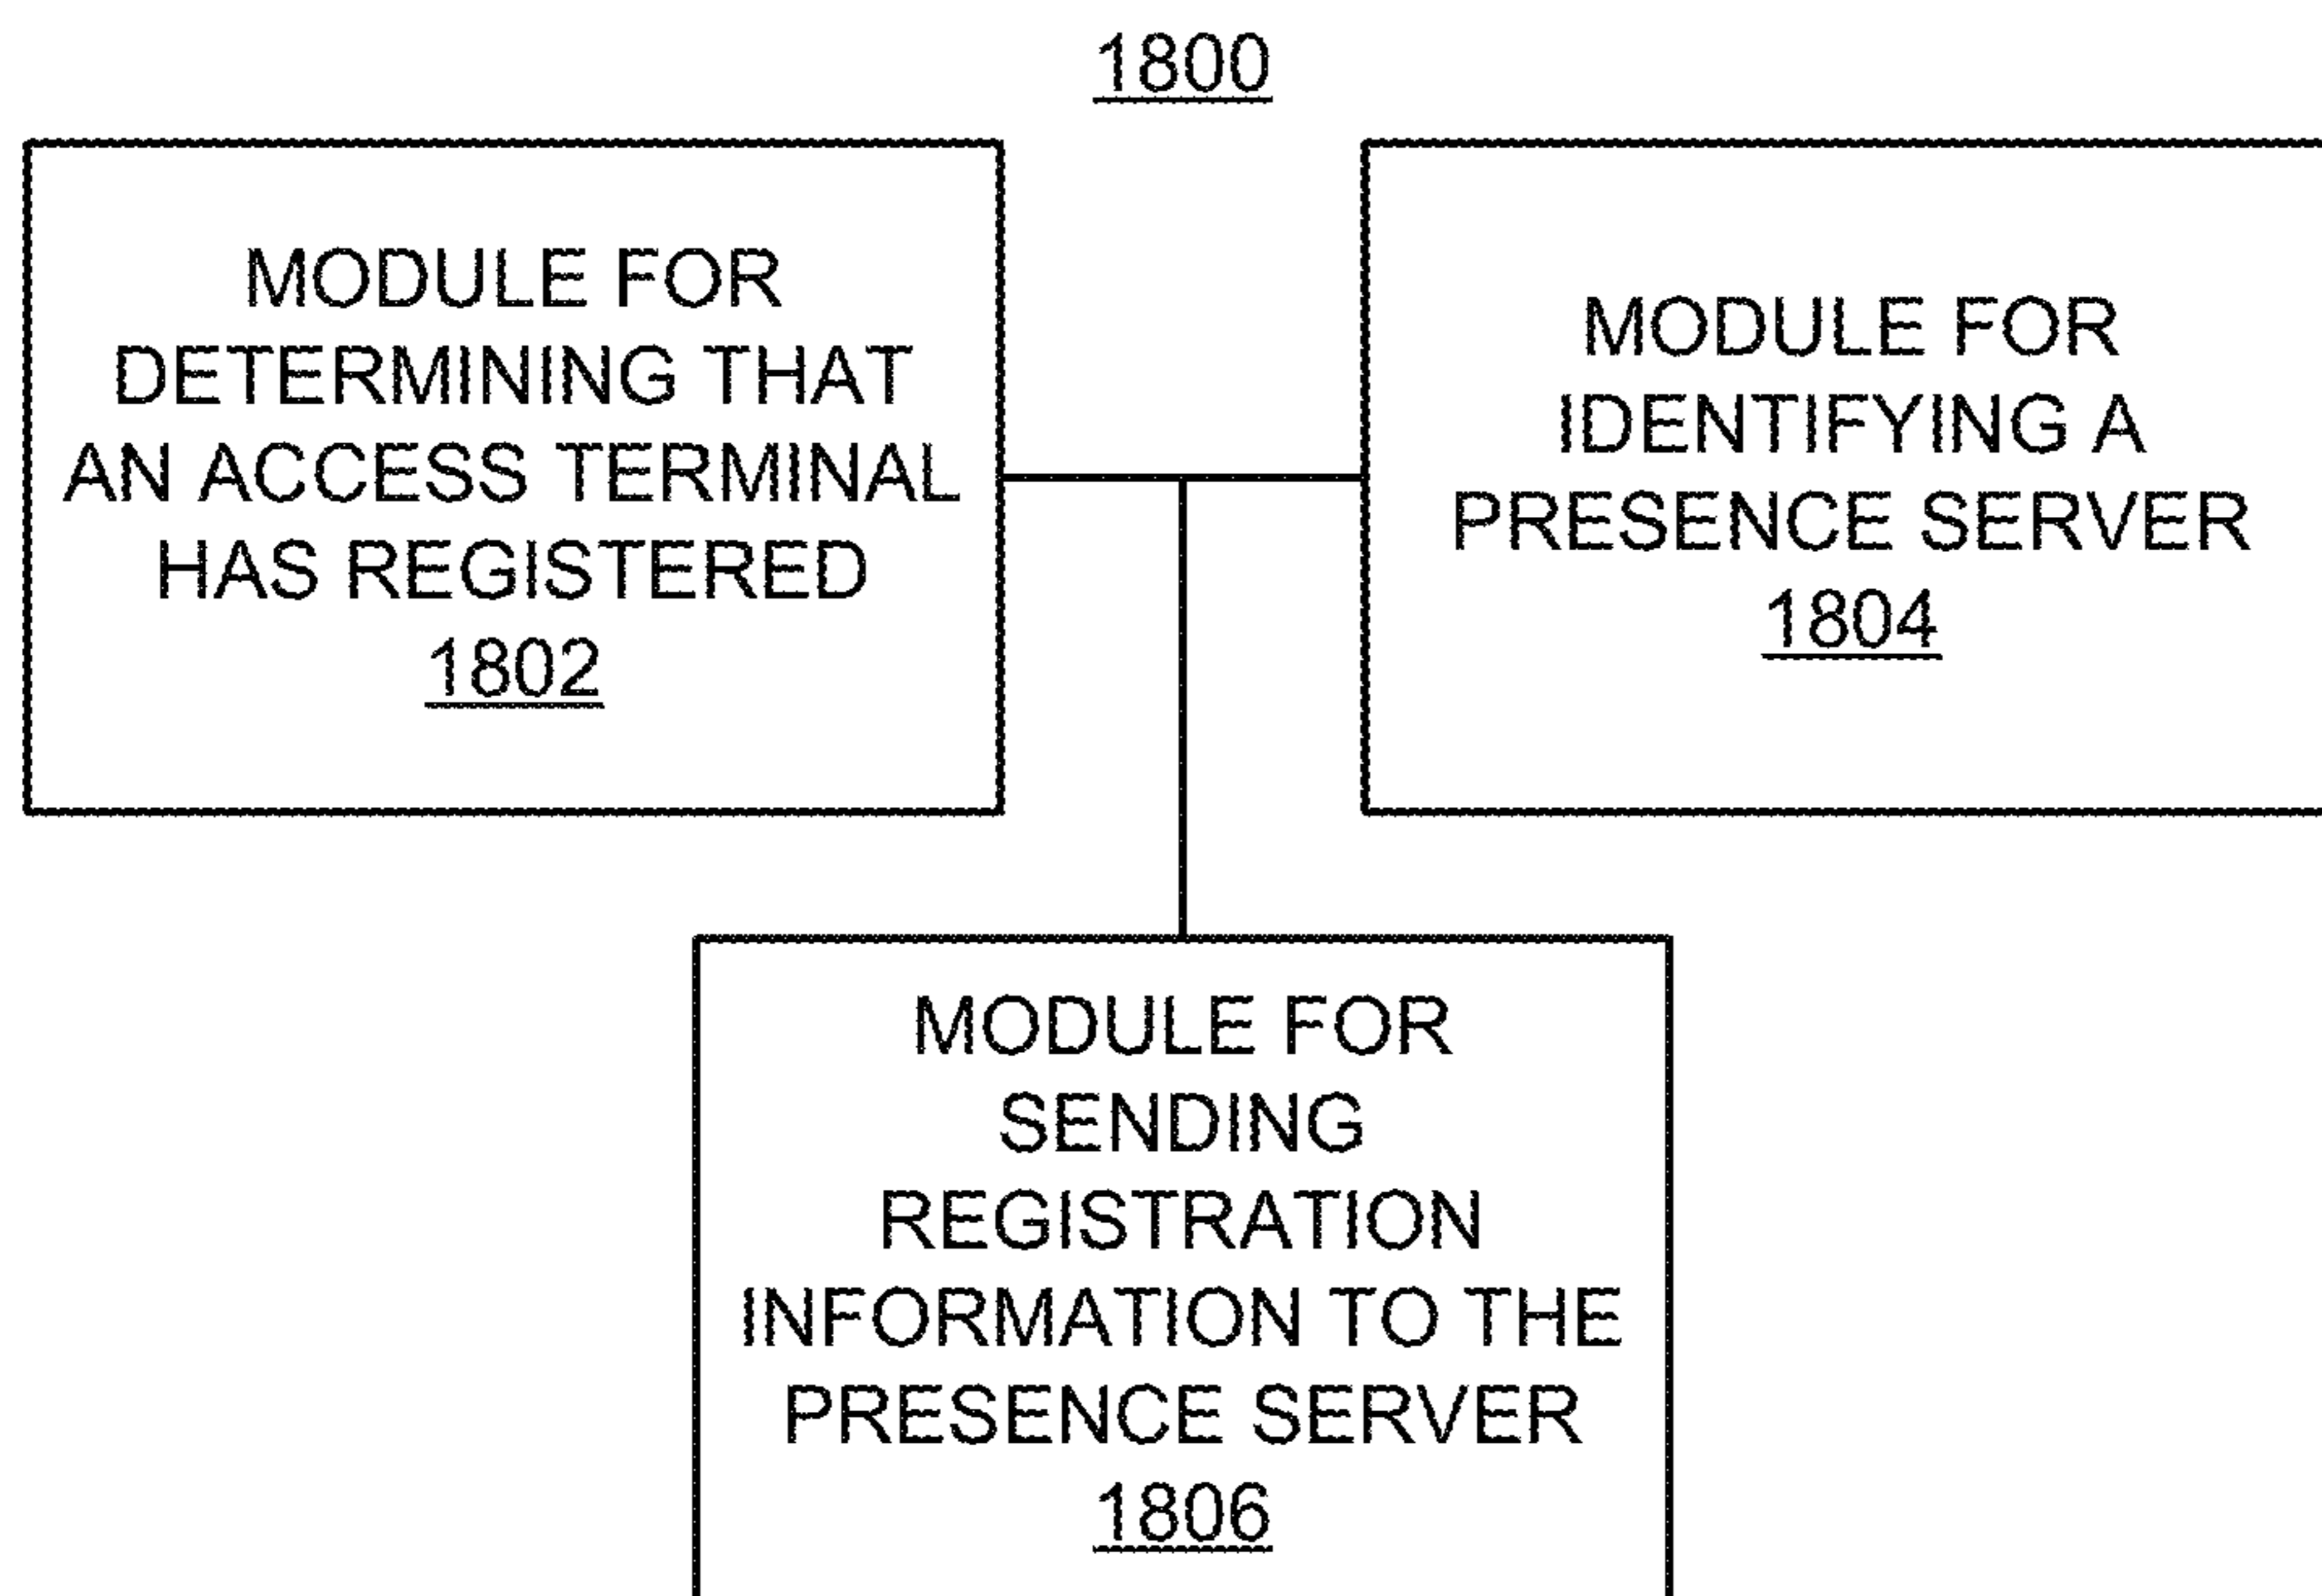 1800
MODULE FOR
DETERMINING THAT
AN ACCESS TERMINAL
HAS REGISTERED
1802
MODULE FOR
IDENTIFYING A
PRESENCE SERVER
1804
MODULE FOR
SENDING
REGISTRATION
INFORMATION TO THE
PRESENCE SERVER
1806